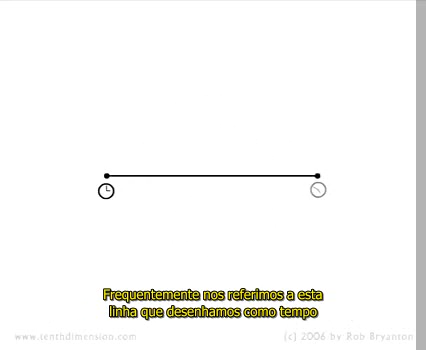 Frequentemente nos referimos a esta
linha que desenhamos como tempo
www.tenthdimension.com
(c) 2006 by Rob Bryanton